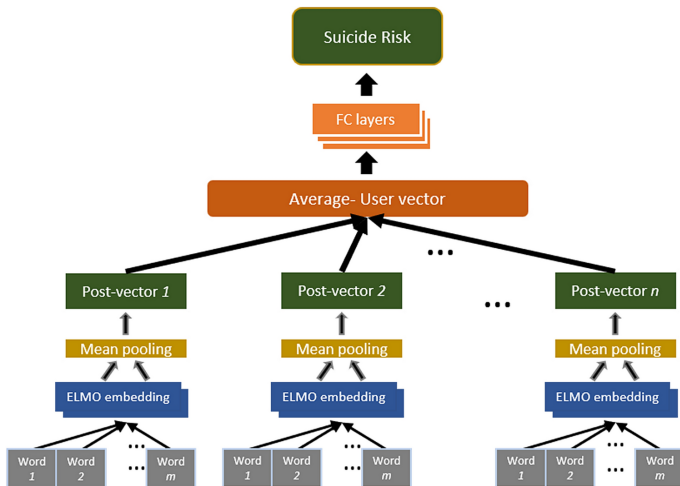 Suicide Risk
FC layers
Average- User vector
...
Post-vector 1 Post-vector 2 ... Post-vector n
Mean pooling Mean pooling Mean pooling
ELMO embedding ELMO embedding ELMO embedding
Word Word ... Word Word Word ... Word Word Word ... Word
1 2 ... m 1 2 ... m 1 2 ... m